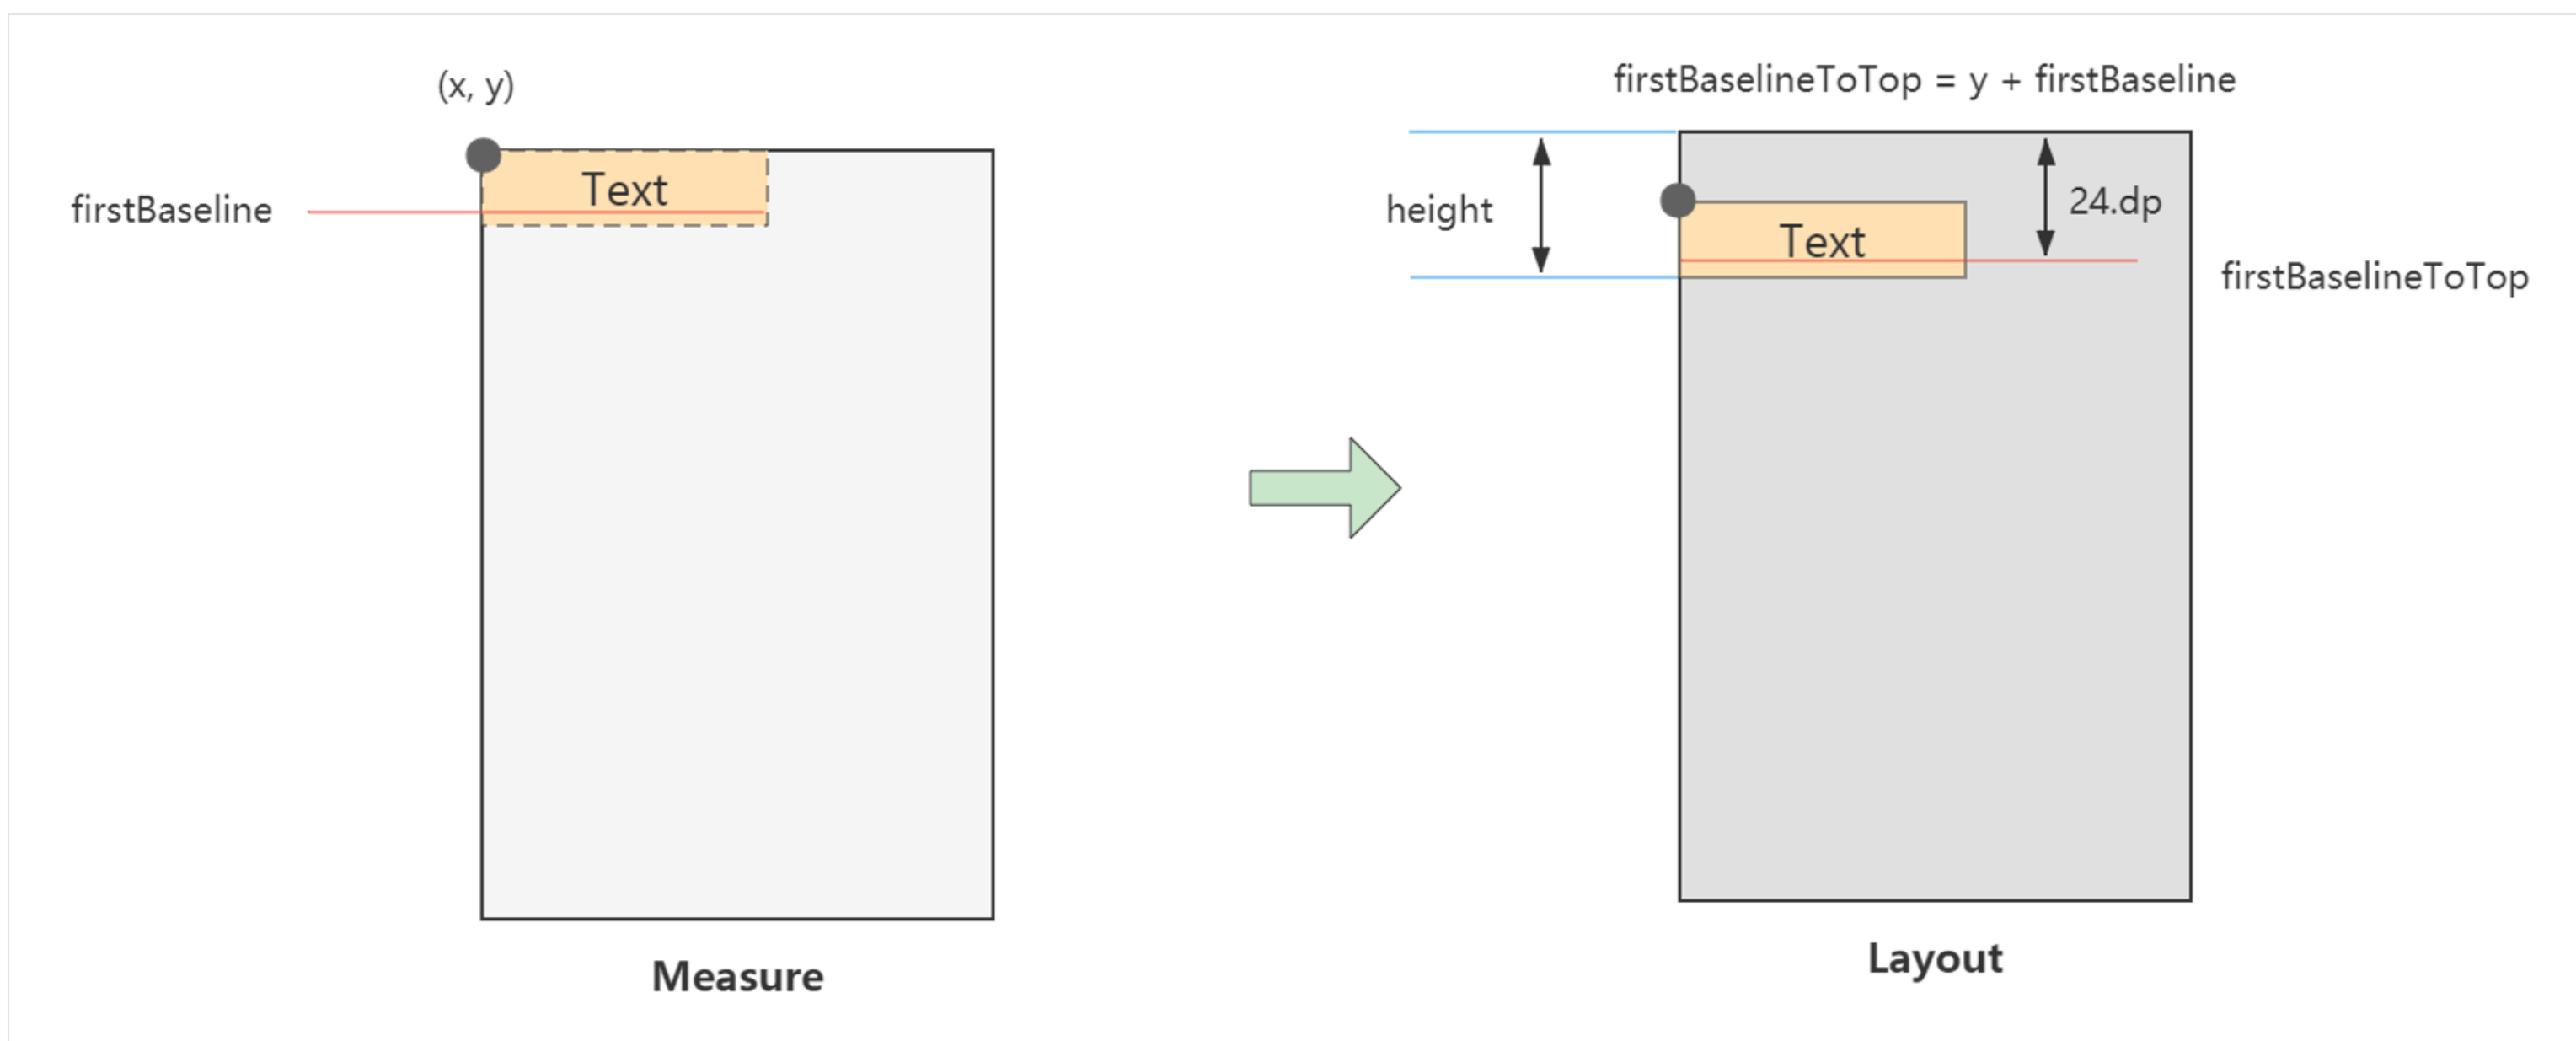 (x, y)
firstBaseline
Text
Measure
firstBaselineToTop = y + firstBaseline
height
24.dp
Text
firstBaselineToTop
Layout